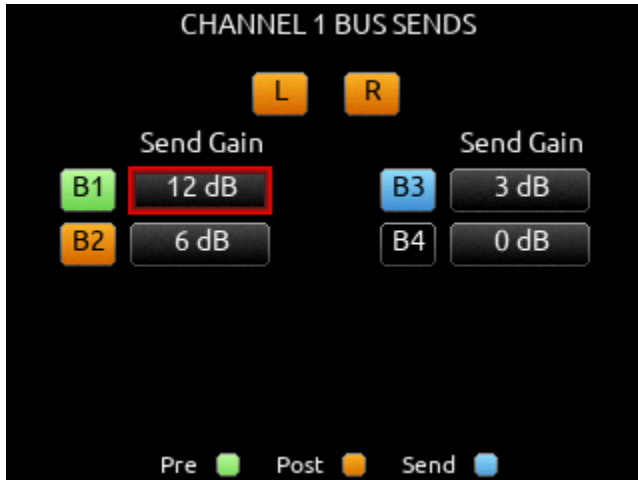 CHANNEL 1 BUS SENDS
L R
Send Gain Send Gain
B1 12 dB B3 3 dB
B2 6 dB B4 0 dB
Pre Post Send